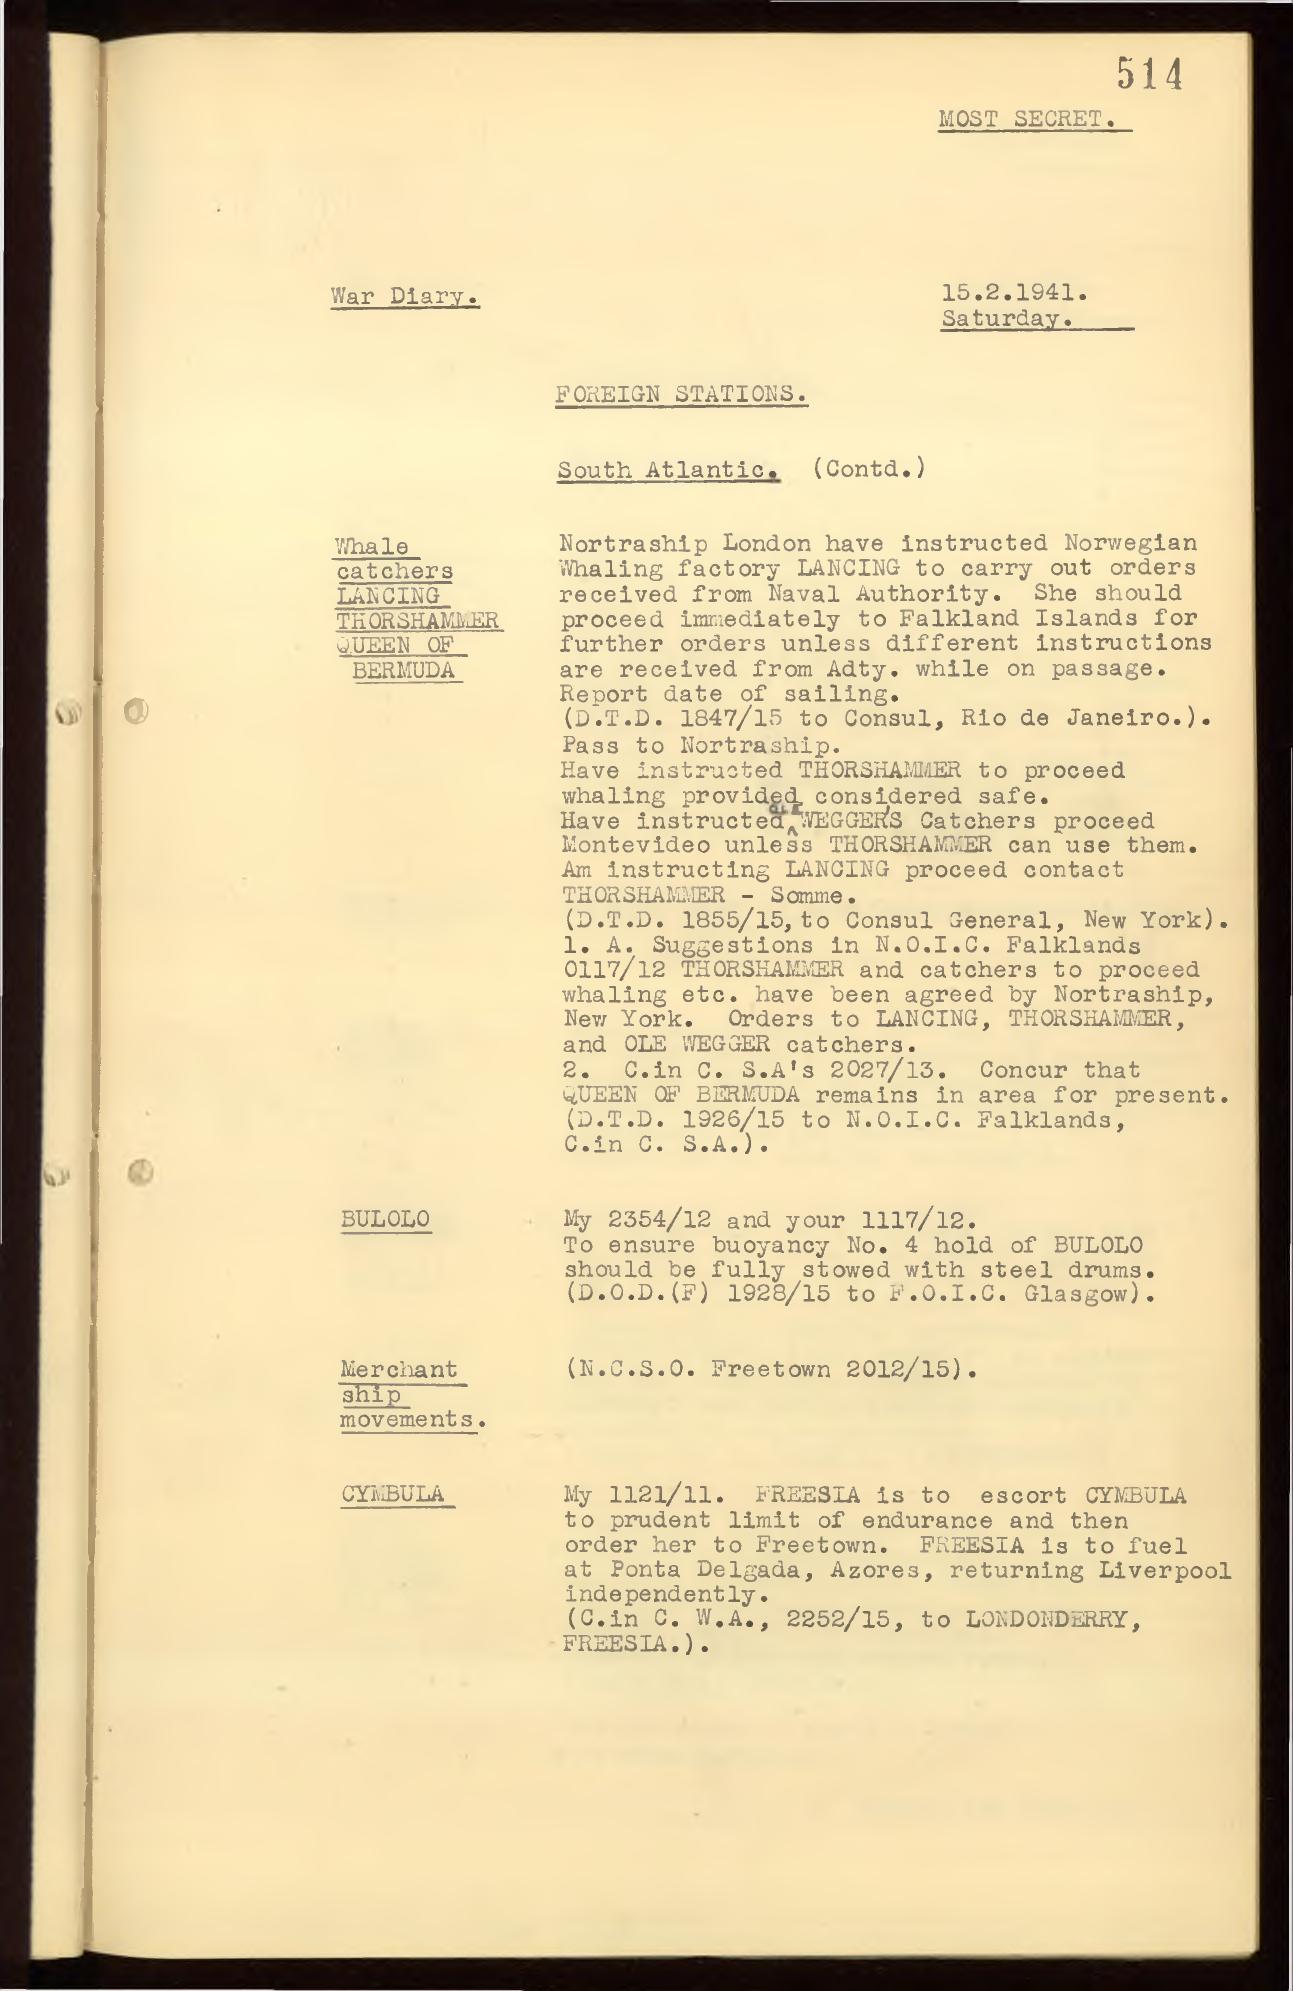 514
MOST SECRET.
War Diary.
15.2.1941.
Saturday.
FOREIGN STATIONS.
South Atlantic. (Contd.)
Whale
catchers
LANCING
THORSHAMMER
QUEEN OF
BERMUDA
Nortraship London have instructed Norwegian
Whaling factory LANCING to carry out orders
received from Naval Authority. She should
proceed immediately to Falkland Islands for
further orders unless different instructions
are received from Adty. while on passage.
Report date of sailing.
(D.T.D. 1847/15 to Consul, Rio de Janeiro.).
Pass to Nortraship.
Have instructed THORSHAMMER to proceed
whaling provided considered safe.
Have instructed OLE WEGGER'S Catchers proceed
Montevideo unless THORSHAMMER can use them.
Am instructing LANCING proceed contact
THORSHAMMER - Somme.
(D.T.D. 1855/15, to Consul General, New York).
1. A. Suggestions in N.O.I.C. Falklands
0117/12 THORSHAMMER and catchers to proceed
whaling etc. have been agreed by Nortraship,
New York. Orders to LANCING, THORSHAMMER,
and OLE WEGGER catchers.
2. C.in C. S.A's 2027/13. Concur that
QUEEN OF BERMUDA remains in area for present.
(D.T.D. 1926/15 to N.O.I.C. Falklands,
C.in C. S.A.).
BULOLO
My 2354/12 and your 1117/12.
To ensure buoyancy No. 4 hold of BULOLO
should be fully stowed with steel drums.
(D.O.D.(F) 1928/15 to F.O.I.C. Glasgow).
Merchant
ship
movements.
(N.C.S.O. Freetown 2012/15).
CYMBULA
My 1121/11. FREESIA is to escort CYMBULA
to prudent limit of endurance and then
order her to Freetown. FREESIA is to fuel
at Ponta Delgada, Azores, returning Liverpool
independently.
(C.in C. W.A., 2252/15, to LONDONDERRY,
FREESIA.).